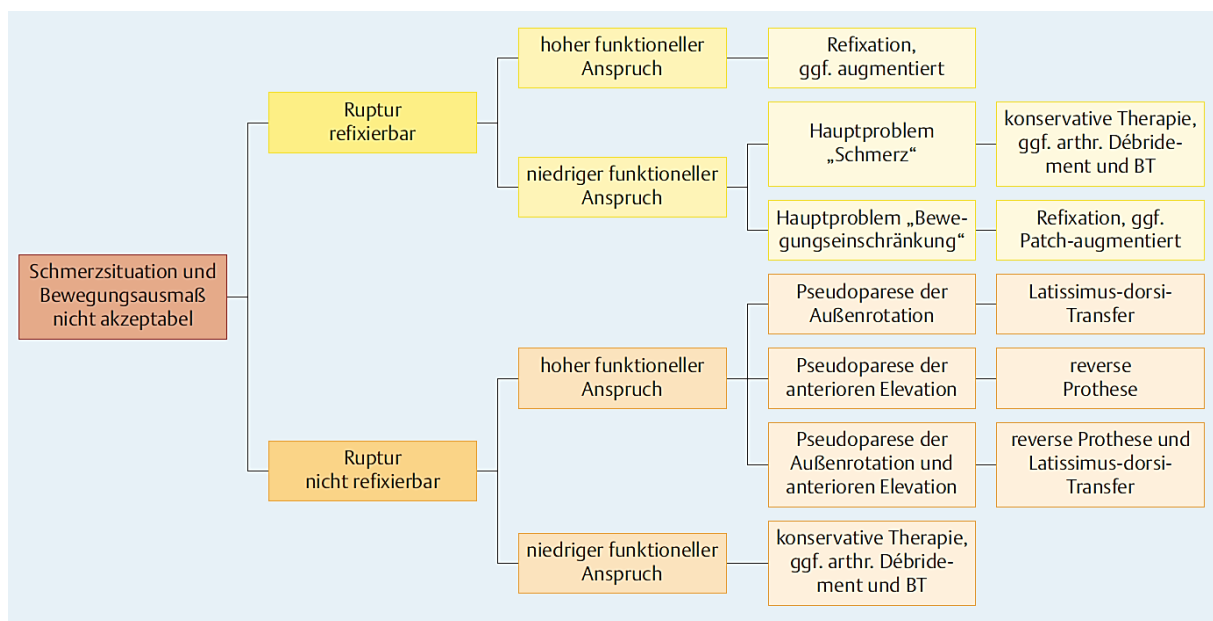 Schmerzsituation und
Bewegungsausmaß
nicht akzeptabel
Ruptur
refixierbar
hoher funktioneller
Anspruch
Refixation,
ggf. augmentiert
niedriger funktioneller
Anspruch
Hauptproblem
„Schmerz“
konservative Therapie,
ggf. arthr. Débride-
ment und BT
Hauptproblem „Bewe-
gungseinschränkung“
Refixation, ggf.
Patch-augmentiert
Ruptur
nicht refixierbar
hoher funktioneller
Anspruch
Pseudoparese der
Außenrotation
Latissimus-dorsi-
Transfer
Pseudoparese der
anterioren Elevation
reverse
Prothese
Pseudoparese der
Außenrotation und
anterioren Elevation
reverse Prothese und
Latissimus-dorsi-
Transfer
niedriger funktioneller
Anspruch
konservative Therapie,
ggf. arthr. Débride-
ment und BT